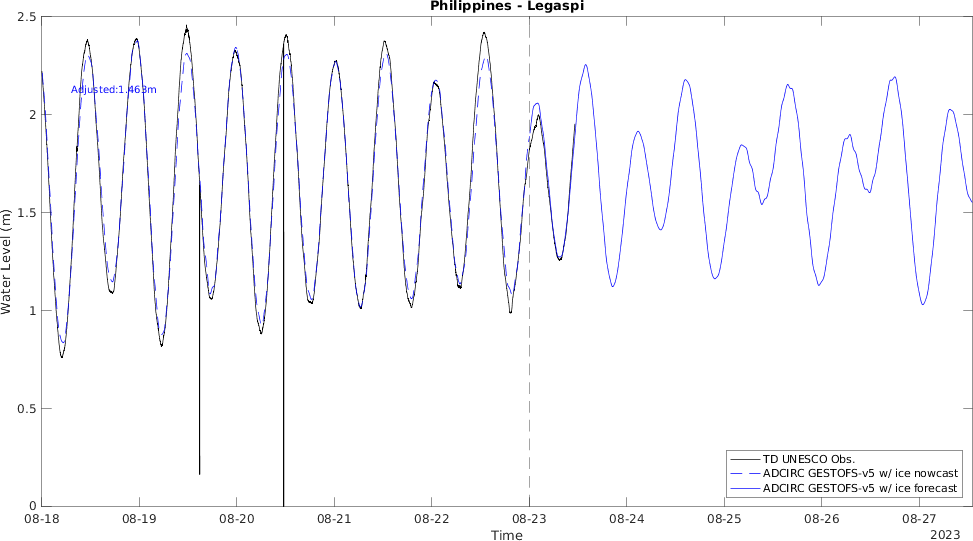 Philippines - Legaspi
2.5
2
1.5
1
0.5
0
Water Level (m)
Adjusted:1.463m
TD UNESCO Obs.
ADCIRC GESTOFS-v5 w/ ice nowcast
ADCIRC GESTOFS-v5 w/ ice forecast
08-18 08-19 08-20 08-21 08-22 08-23 08-24 08-25 08-26 08-27
Time
2023